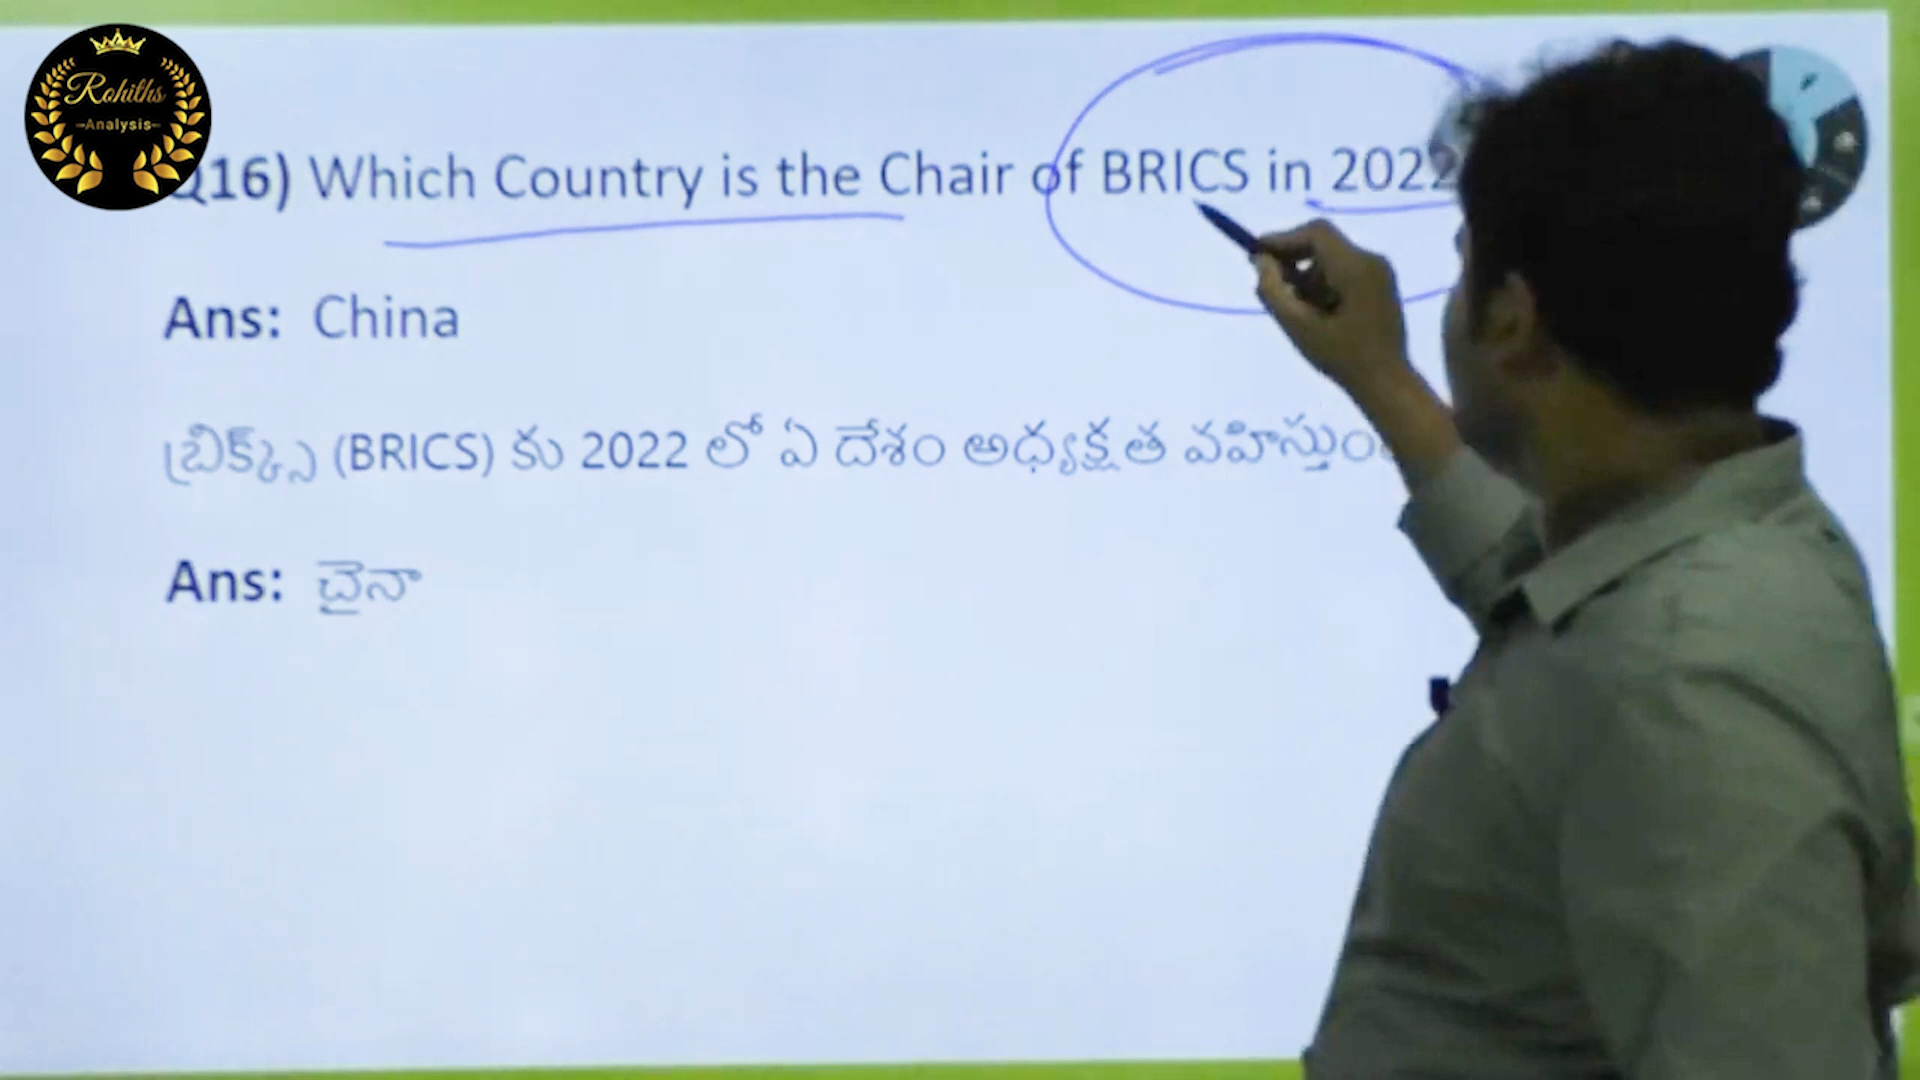 Rohiths
Analysis
Q16) Which Country is the Chair of BRICS in 2022
Ans: China
బ్రిక్స్ (BRICS) కు 2022 లో ఏ దేశం అధ్యక్షత
Ans: చైనా